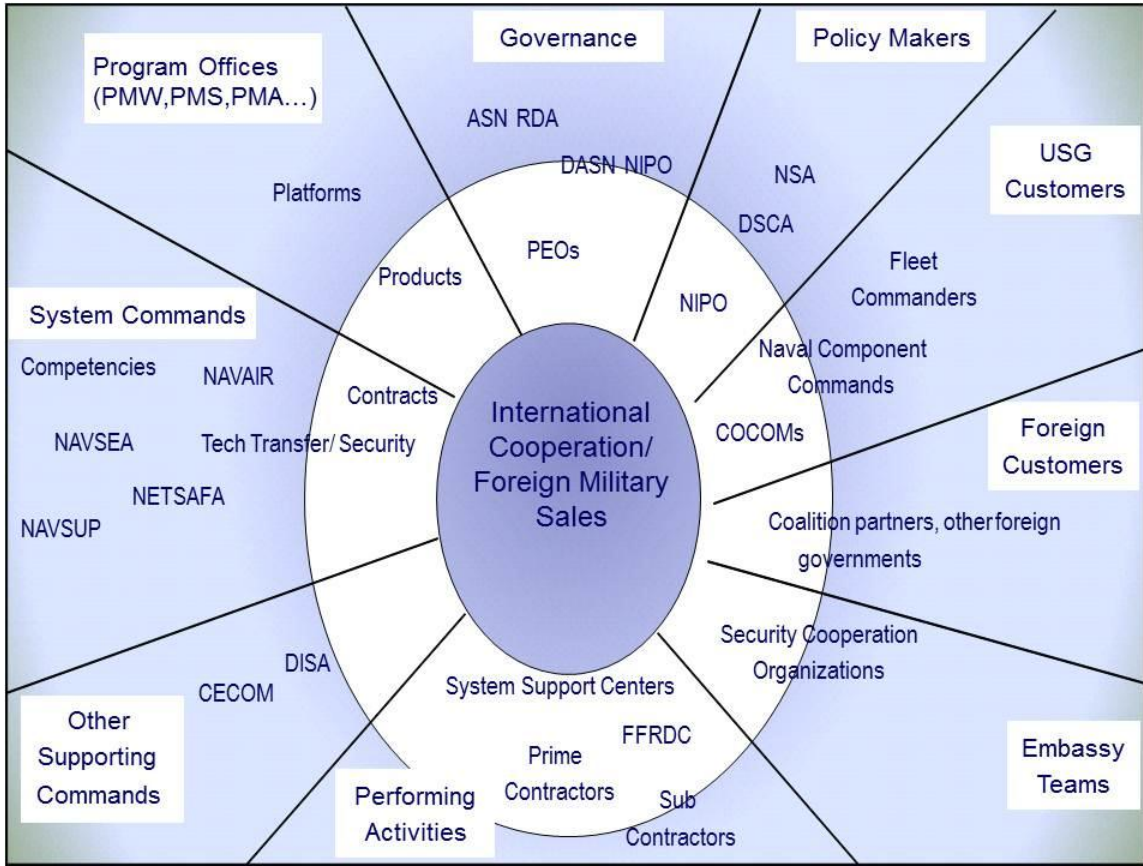 Governance
Policy Makers
Program Offices
(PMW,PMS,PMA…)
ASN RDA
DASN NIPO
NSA
USG
Customers
Platforms
DSCA
PEOs
Products
Fleet
Commanders
NIPO
System Commands
Naval Component
Commands
Competencies
NAVAIR
Contracts
International
Cooperation/
Foreign Military
Sales
COCOMs
Foreign
Customers
NAVSEA
Tech Transfer/ Security
NETSAFA
NAVSUP
Coalition partners, other foreign
governments
Security Cooperation
Organizations
DISA
CECOM
System Support Centers
FFRDC
Prime
Contractors
Sub
Contractors
Other
Supporting
Commands
Performing
Activities
Embassy
Teams